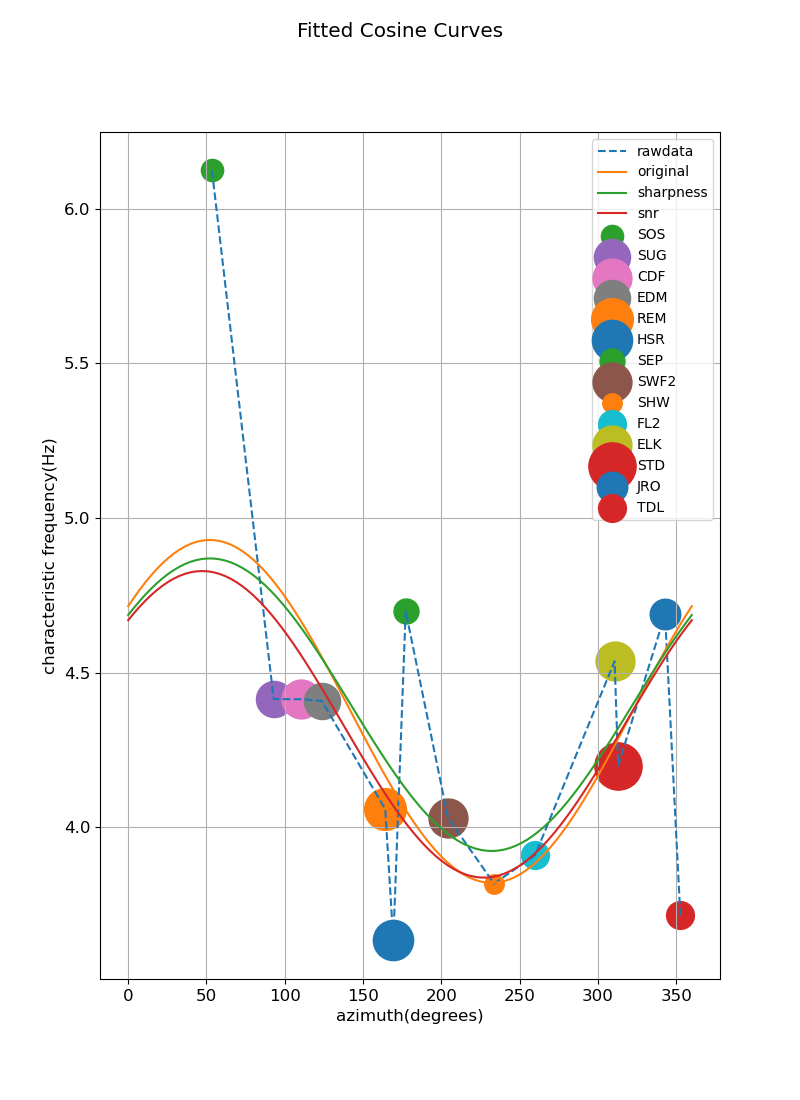 Fitted Cosine Curves
rawdata
original
sharpness
snr
SOS
SUG
CDF
EDM
REM
HSR
SEP
SWF2
SHW
FL2
ELK
STD
JRO
TDL
6.0
5.5
5.0
4.5
4.0
characteristic frequency(Hz)
0 50 100 150 200 250 300 350
azimuth(degrees)